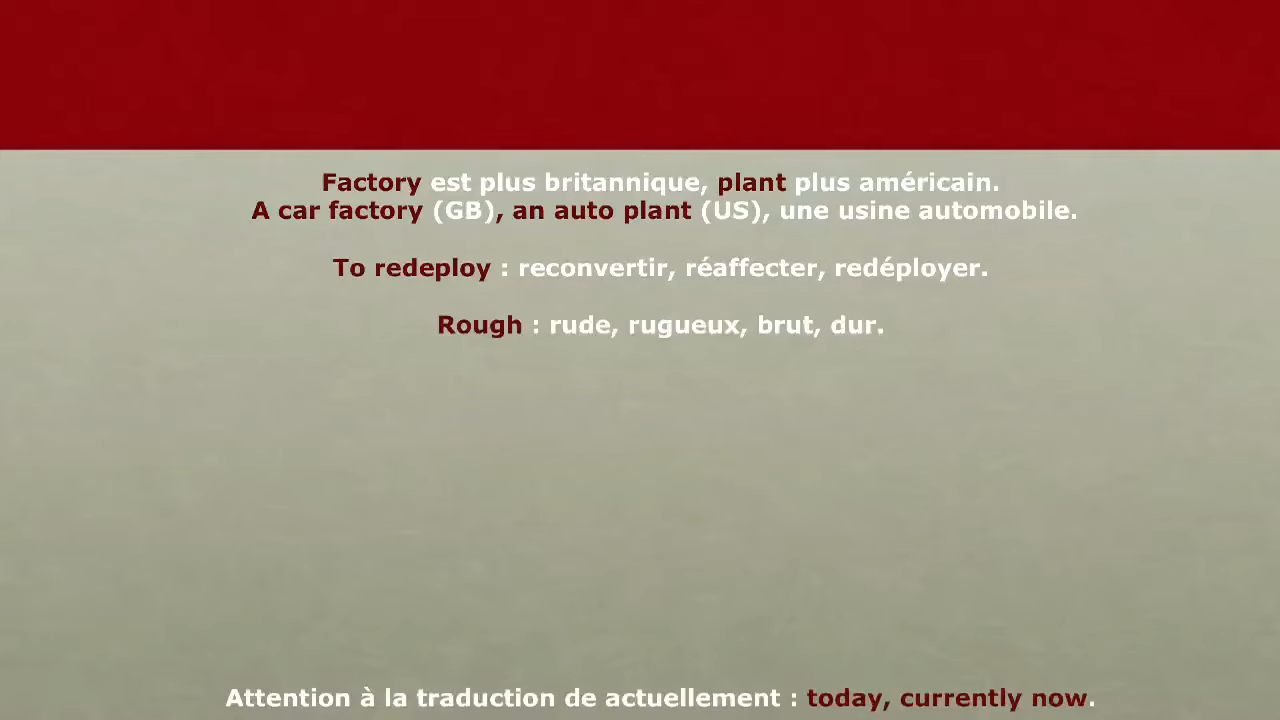 Factory est plus britannique, plant plus américain.
A car factory (GB), an auto plant (US), une usine automobile.
To redeploy : reconvertir, réaffecter, redéployer.
Rough : rude, rugueux, brut, dur.
Attention à la traduction de actuellement : today, currently now.